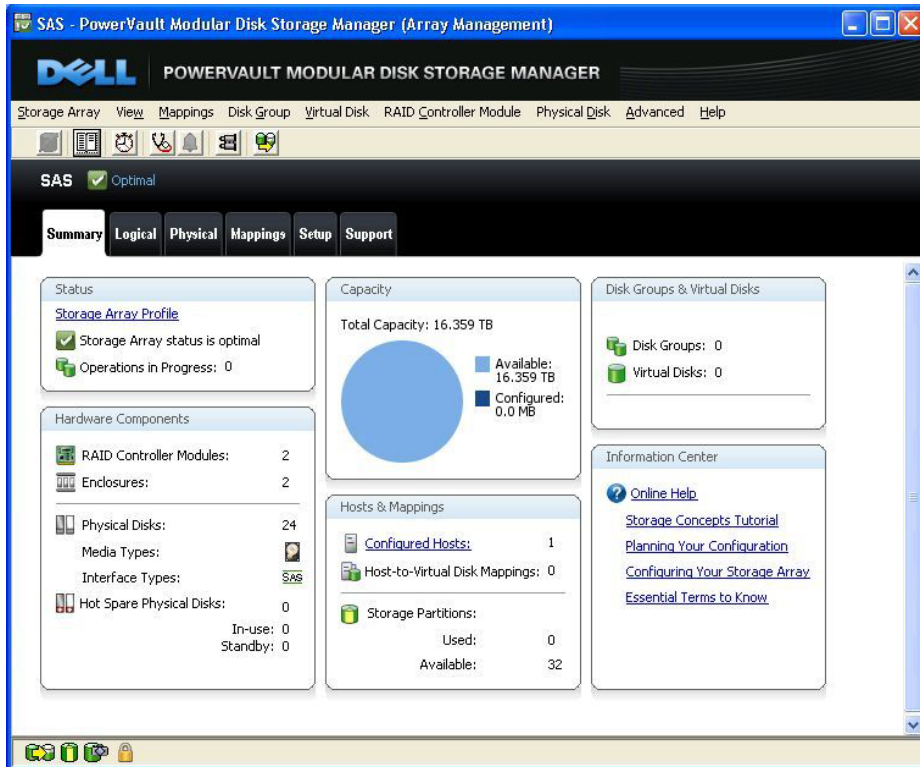 SAS - PowerVault Modular Disk Storage Manager (Array Management)
DELL POWERVAULT MODULAR DISK STORAGE MANAGER
Storage Array View Mappings Disk Group Virtual Disk RAID Controller Module Physical Disk Advanced Help
SAS Optimal
Summary Logical Physical Mappings Setup Support
Status
Storage Array Profile
Storage Array status is optimal
Operations in Progress: 0
Hardware Components
RAID Controller Modules: 2
Enclosures: 2
Physical Disks: 24
Media Types:
Interface Types: SAS
Hot Spare Physical Disks: 0
In-use: 0
Standby: 0
Capacity
Total Capacity: 16.359 TB
Available:
16.359 TB
Configured:
0.0 MB
Hosts & Mappings
Configured Hosts: 1
Host-to-Virtual Disk Mappings: 0
Storage Partitions:
Used: 0
Available: 32
Disk Groups & Virtual Disks
Disk Groups: 0
Virtual Disks: 0
Information Center
Online Help
Storage Concepts Tutorial
Planning Your Configuration
Configuring Your Storage Array
Essential Terms to Know